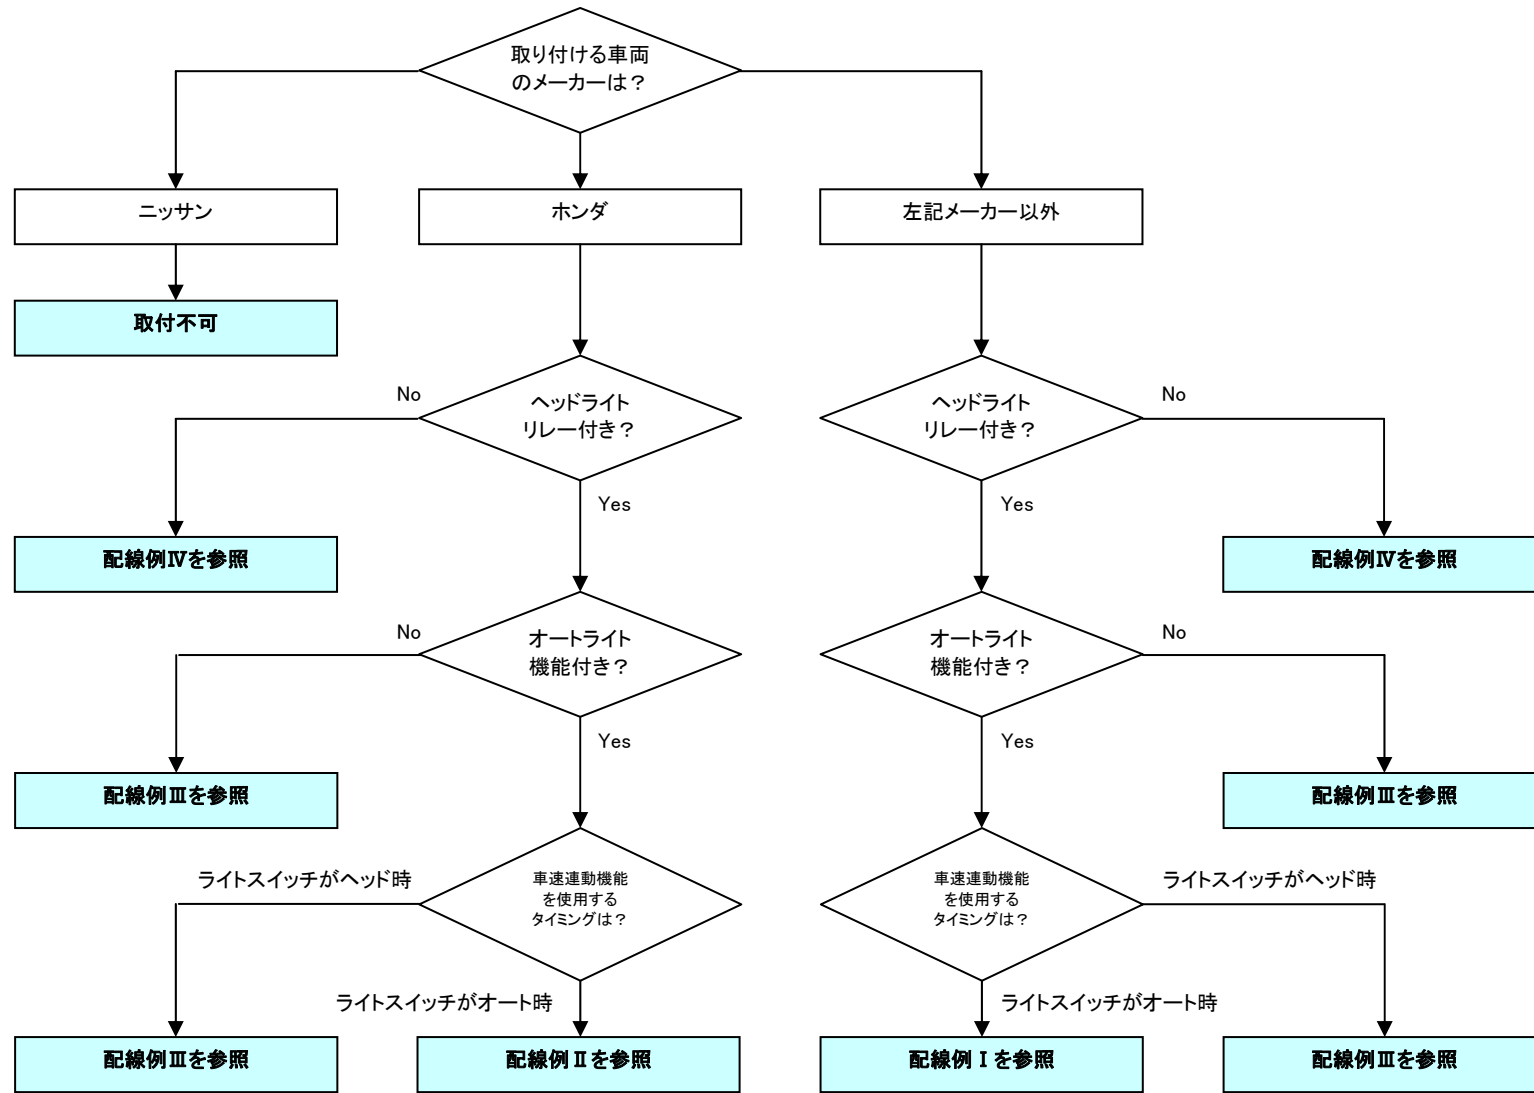 取り付ける車両
のメーカーは？
ニッサン
ホンダ
左記メーカー以外
取付不可
No
ヘッドライト
リレー付き？
ヘッドライト
リレー付き？
No
Yes
Yes
配線例Ⅳを参照
配線例Ⅳを参照
No
オートライト
機能付き？
オートライト
機能付き？
No
Yes
Yes
配線例Ⅲを参照
配線例Ⅲを参照
ライトスイッチがヘッド時
車速連動機能
を使用する
タイミングは？
車速連動機能
を使用する
タイミングは？
ライトスイッチがヘッド時
ライトスイッチがオート時
ライトスイッチがオート時
配線例Ⅲを参照
配線例Ⅱを参照
配線例Ⅰを参照
配線例Ⅲを参照